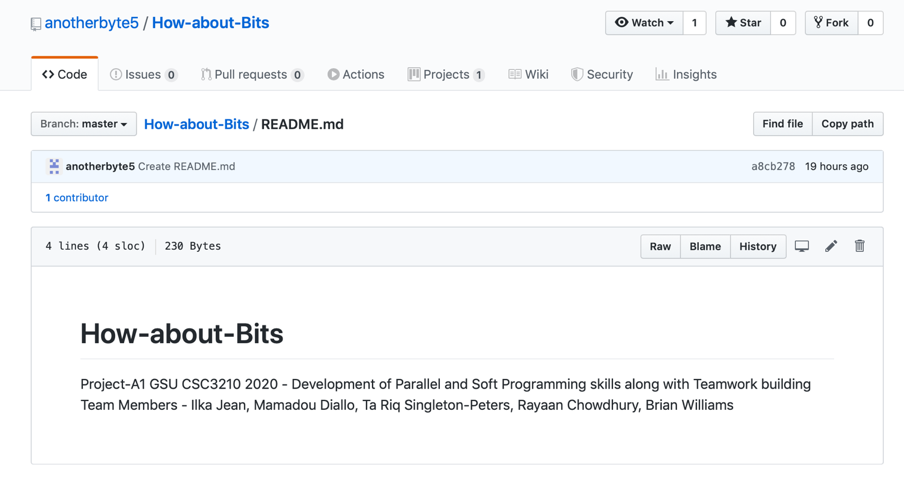 anotherbyte5 / How-about-Bits
Watch 1 Star 0 Fork 0
Code Issues 0 Pull requests 0 Actions Projects 1 Wiki Security Insights
Branch: master How-about-Bits / README.md Find file Copy path
anotherbyte5 Create README.md a8cb278 19 hours ago
1 contributor
4 lines (4 sloc) 230 Bytes Raw Blame History
How-about-Bits
Project-A1 GSU CSC3210 2020 - Development of Parallel and Soft Programming skills along with Teamwork building
Team Members - Ilka Jean, Mamadou Diallo, Ta Riq Singleton-Peters, Rayaan Chowdhury, Brian Williams